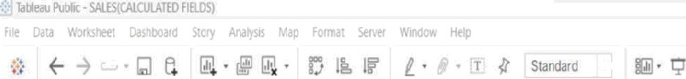 Tableau Public - SALES(CALCULATED FIELDS)
File Data Worksheet Dashboard Story Analysis Map Format Server Window Help
T Standard